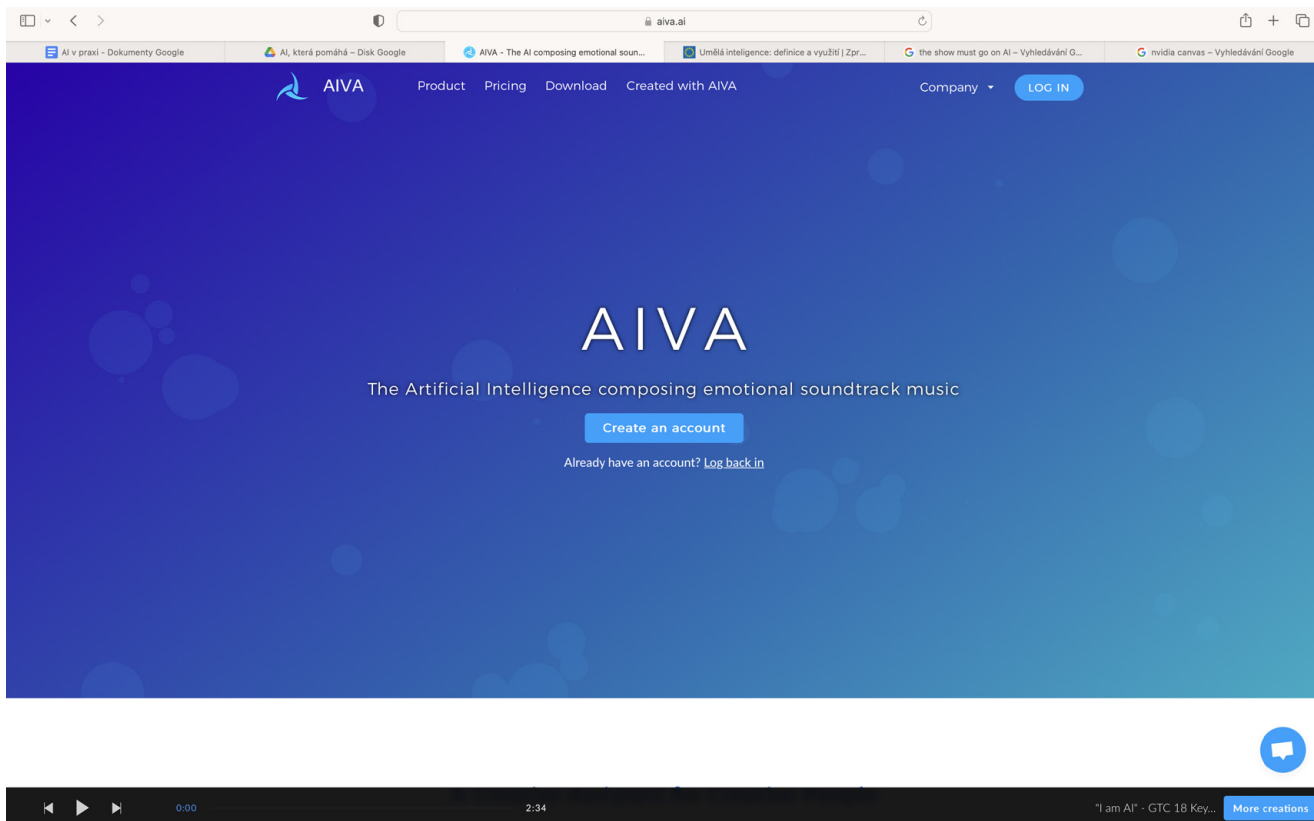 aiva.ai
AI v praxi - Dokumenty Google
AI, která pomáhá – Disk Google
AIVA - The AI composing emotional soun...
Umělá inteligence: definice a využití | Zpr...
the show must go on AI – Vyhledávání G...
nvidia canvas – Vyhledávání Google
AIVA
Product
Pricing
Download
Created with AIVA
Company
LOG IN
AIVA
The Artificial Intelligence composing emotional soundtrack music
Create an account
Already have an account? Log back in
0:00
2:34
"I am AI" - GTC 18 Key...
More creations